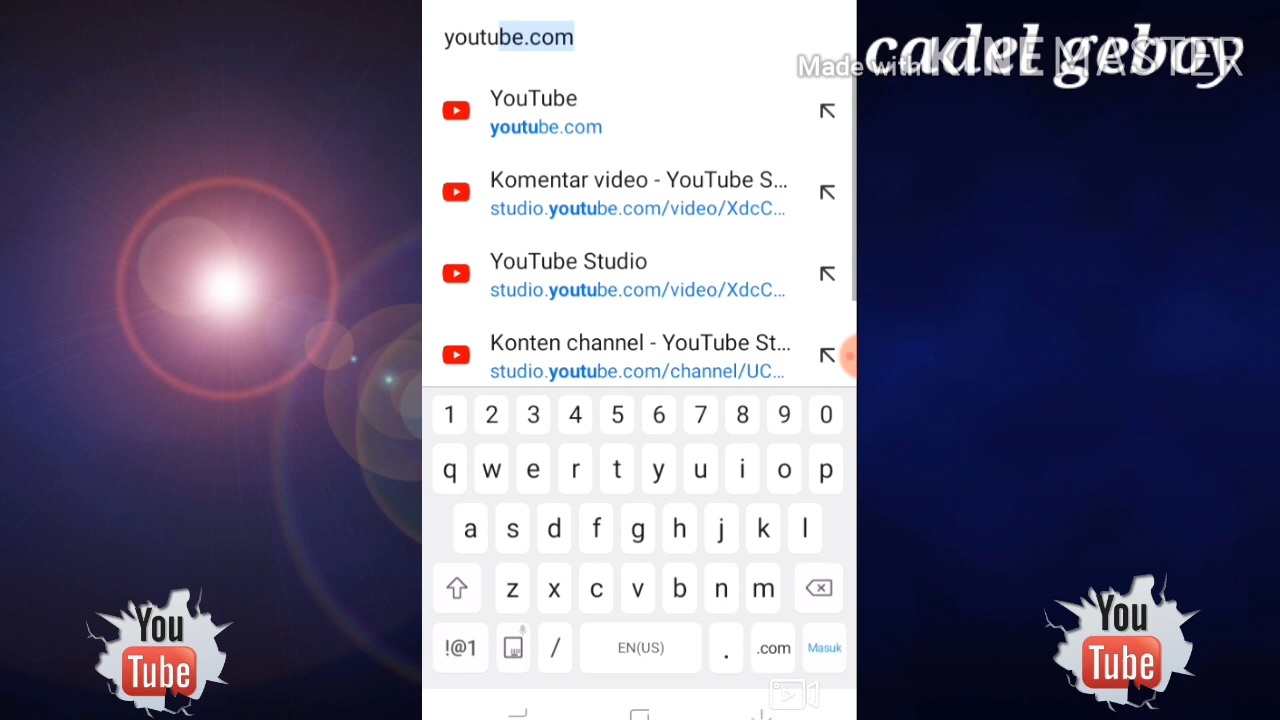 youtube.com
cadel geboy
Made with KINEMASTER
YouTube
youtube.com
Komentar video - YouTube S...
studio.youtube.com/video/XdcC...
YouTube Studio
studio.youtube.com/video/XdcC...
Konten channel - YouTube St...
studio.youtube.com/channel/UC...
1 2 3 4 5 6 7 8 9 0
q w e r t y u i o p
a s d f g h j k l
z x c v b n m
!@1 / EN(US) . .com Masuk
You
Tube
You
Tube